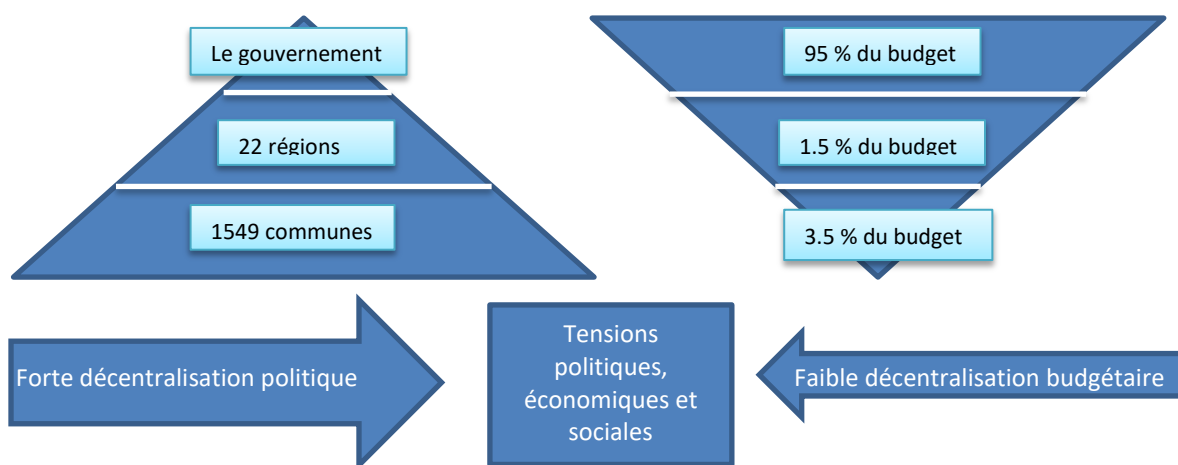 Le gouvernement
22 régions
1549 communes
95 % du budget
1.5 % du budget
3.5 % du budget
Forte décentralisation politique
Tensions
politiques,
économiques et
sociales
Faible décentralisation budgétaire